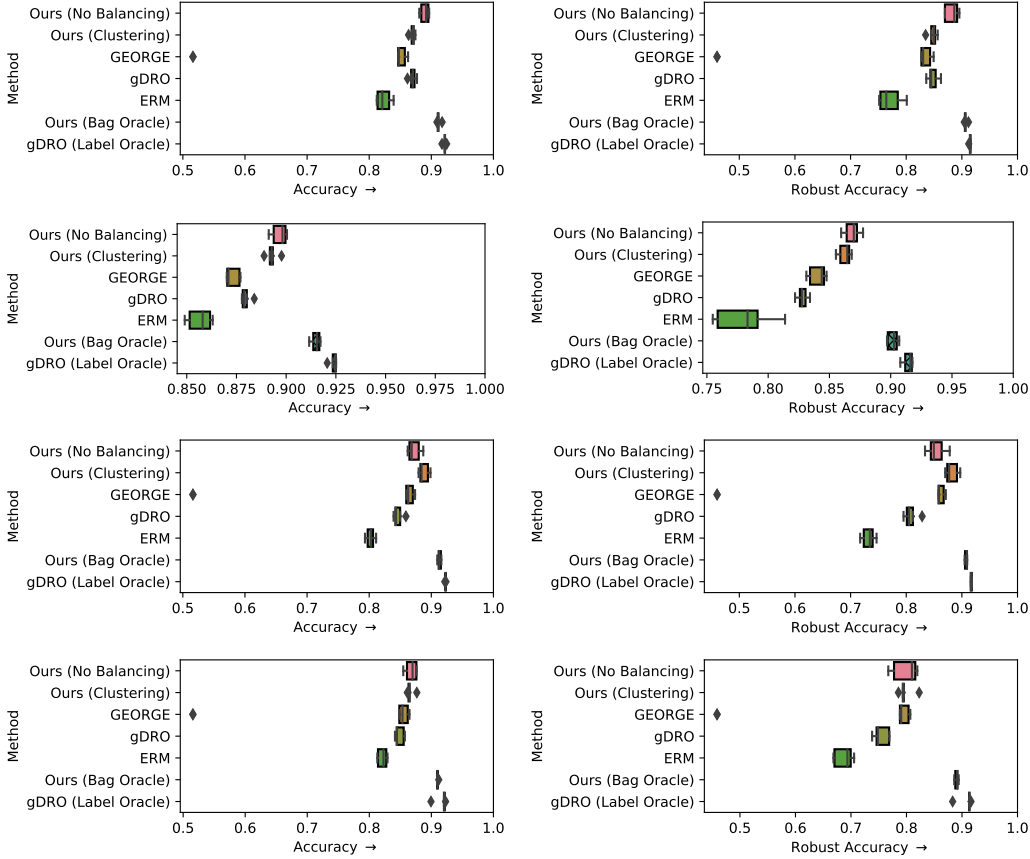 Method
Ours (No Balancing)
Ours (Clustering)
GEORGE
gDRO
ERM
Ours (Bag Oracle)
gDRO (Label Oracle)
0.5 0.6 0.7 0.8 0.9 1.0
Accuracy →
Method
Ours (No Balancing)
Ours (Clustering)
GEORGE
gDRO
ERM
Ours (Bag Oracle)
gDRO (Label Oracle)
0.5 0.6 0.7 0.8 0.9 1.0
Robust Accuracy →
Method
Ours (No Balancing)
Ours (Clustering)
GEORGE
gDRO
ERM
Ours (Bag Oracle)
gDRO (Label Oracle)
0.850 0.875 0.900 0.925 0.950 0.975 1.000
Accuracy →
Method
Ours (No Balancing)
Ours (Clustering)
GEORGE
gDRO
ERM
Ours (Bag Oracle)
gDRO (Label Oracle)
0.75 0.80 0.85 0.90 0.95 1.00
Robust Accuracy →
Method
Ours (No Balancing)
Ours (Clustering)
GEORGE
gDRO
ERM
Ours (Bag Oracle)
gDRO (Label Oracle)
0.5 0.6 0.7 0.8 0.9 1.0
Accuracy →
Method
Ours (No Balancing)
Ours (Clustering)
GEORGE
gDRO
ERM
Ours (Bag Oracle)
gDRO (Label Oracle)
0.5 0.6 0.7 0.8 0.9 1.0
Robust Accuracy →
Method
Ours (No Balancing)
Ours (Clustering)
GEORGE
gDRO
ERM
Ours (Bag Oracle)
gDRO (Label Oracle)
0.5 0.6 0.7 0.8 0.9 1.0
Accuracy →
Method
Ours (No Balancing)
Ours (Clustering)
GEORGE
gDRO
ERM
Ours (Bag Oracle)
gDRO (Label Oracle)
0.5 0.6 0.7 0.8 0.9 1.0
Robust Accuracy →